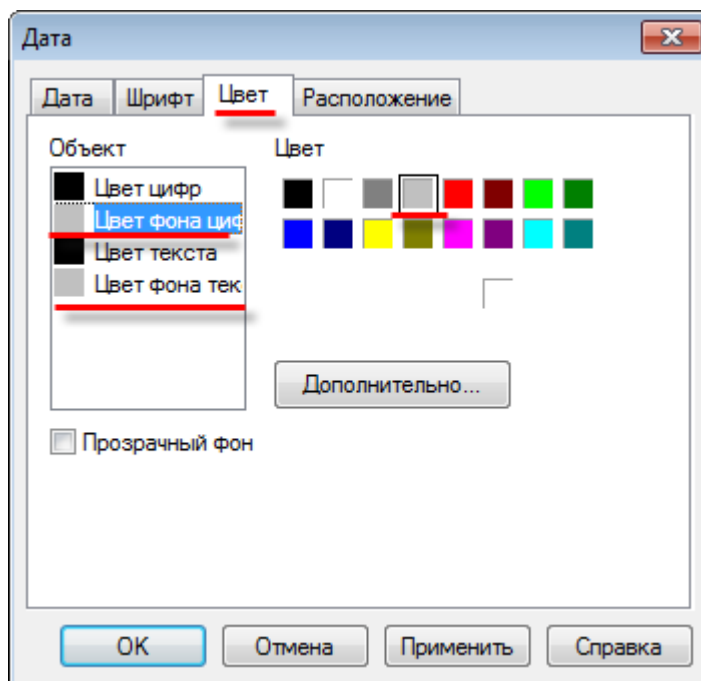 Дата
Дата Шрифт Цвет Расположение
Объект Цвет
Цвет цифр
Цвет фона циф
Цвет текста
Цвет фона тек
Дополнительно...
Прозрачный фон
OK Отмена Применить Справка